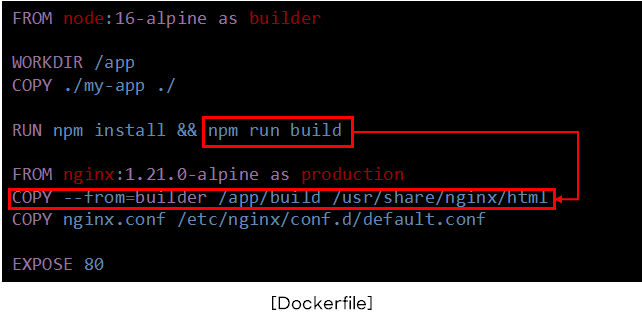 FROM node:16-alpine as builder
WORKDIR /app
COPY ./my-app ./
RUN npm install && npm run build
FROM nginx:1.21.0-alpine as production
COPY --from=builder /app/build /usr/share/nginx/html
COPY nginx.conf /etc/nginx/conf.d/default.conf
EXPOSE 80
[Dockerfile]